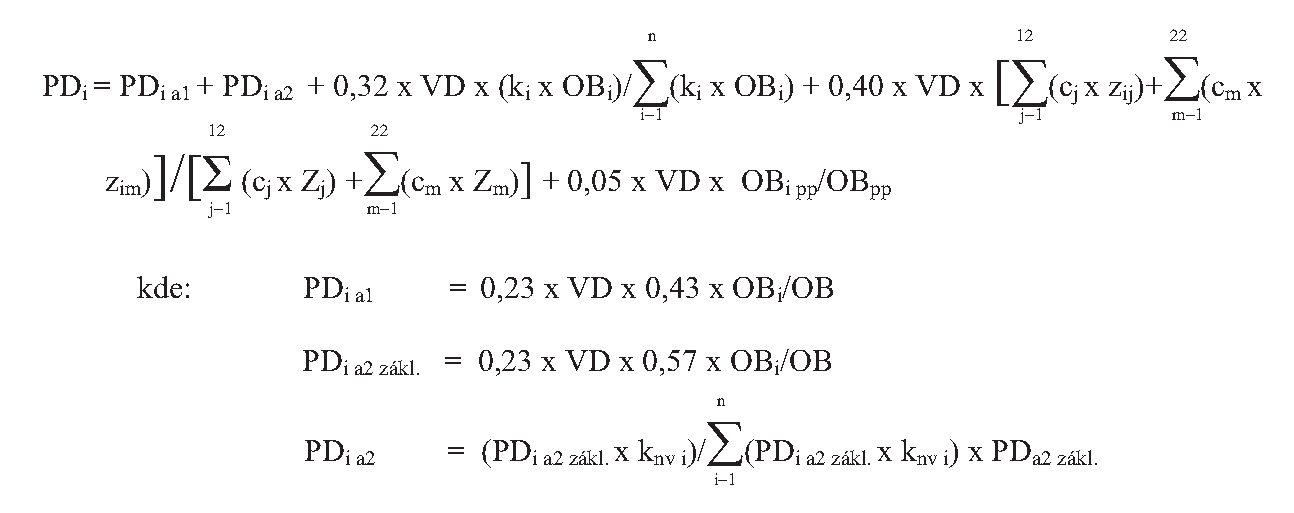 n 12 22
PDi = PDi a1 + PDi a2 + 0,32 x VD x (ki x OBi)/∑(ki x OBi) + 0,40 x VD x [∑(cj x zij)+∑(cm x
i–1 j–1 m–1
12 22
zim)]/[∑ (cj x Zj) +∑(cm x Zm)] + 0,05 x VD x OBi pp/OBpp
j–1 m–1
kde: PDi a1 = 0,23 x VD x 0,43 x OBi/OB
PDi a2 zákl. = 0,23 x VD x 0,57 x OBi/OB
n
PDi a2 = (PDi a2 zákl. x knv i)/∑(PDi a2 zákl. x knv i) x PDa2 zákl.
i–1